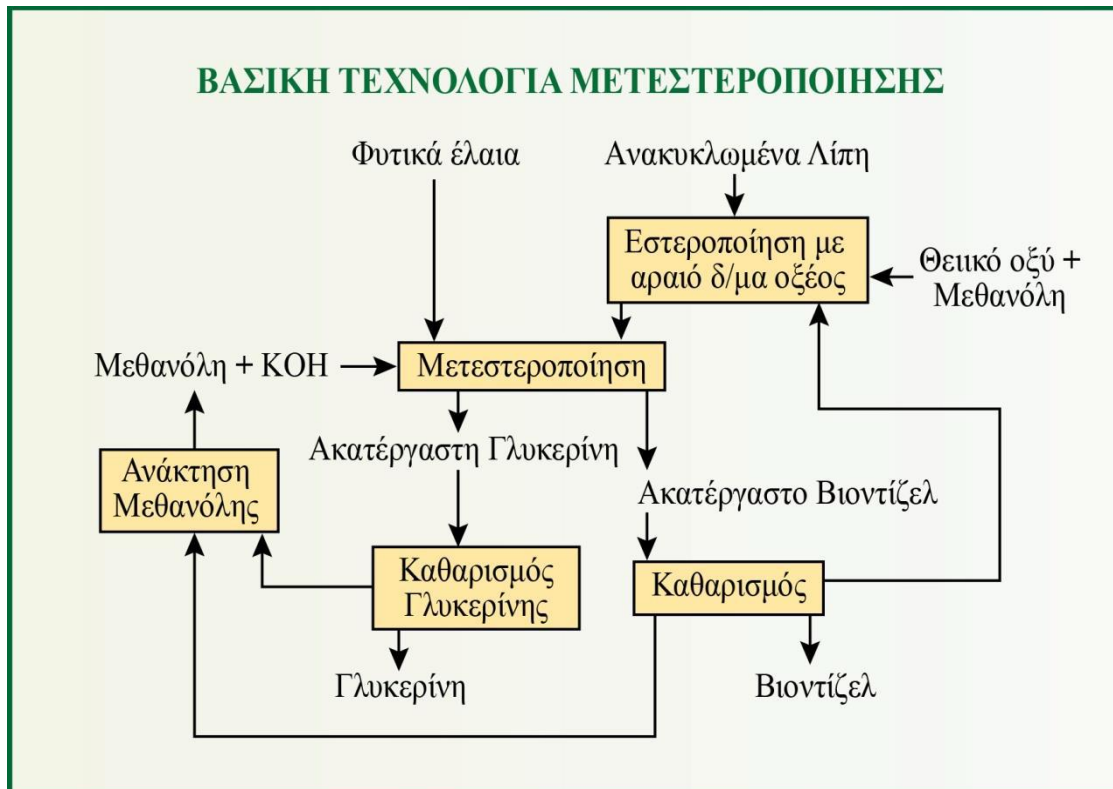 ΒΑΣΙΚΗ ΤΕΧΝΟΛΟΓΙΑ ΜΕΤΕΣΤΕΡΟΠΟΙΗΣΗΣ
Φυτικά έλαια
Ανακυκλωμένα Λίπη
Εστεροποίηση με
αραιό δ/μα οξέος
Θειικό οξύ +
Μεθανόλη
Μεθανόλη + ΚΟΗ
Μετεστεροποίηση
Ακατέργαστη Γλυκερίνη
Ανάκτηση
Μεθανόλης
Ακατέργαστο Βιοντίζελ
Καθαρισμός
Γλυκερίνης
Καθαρισμός
Γλυκερίνη
Βιοντίζελ